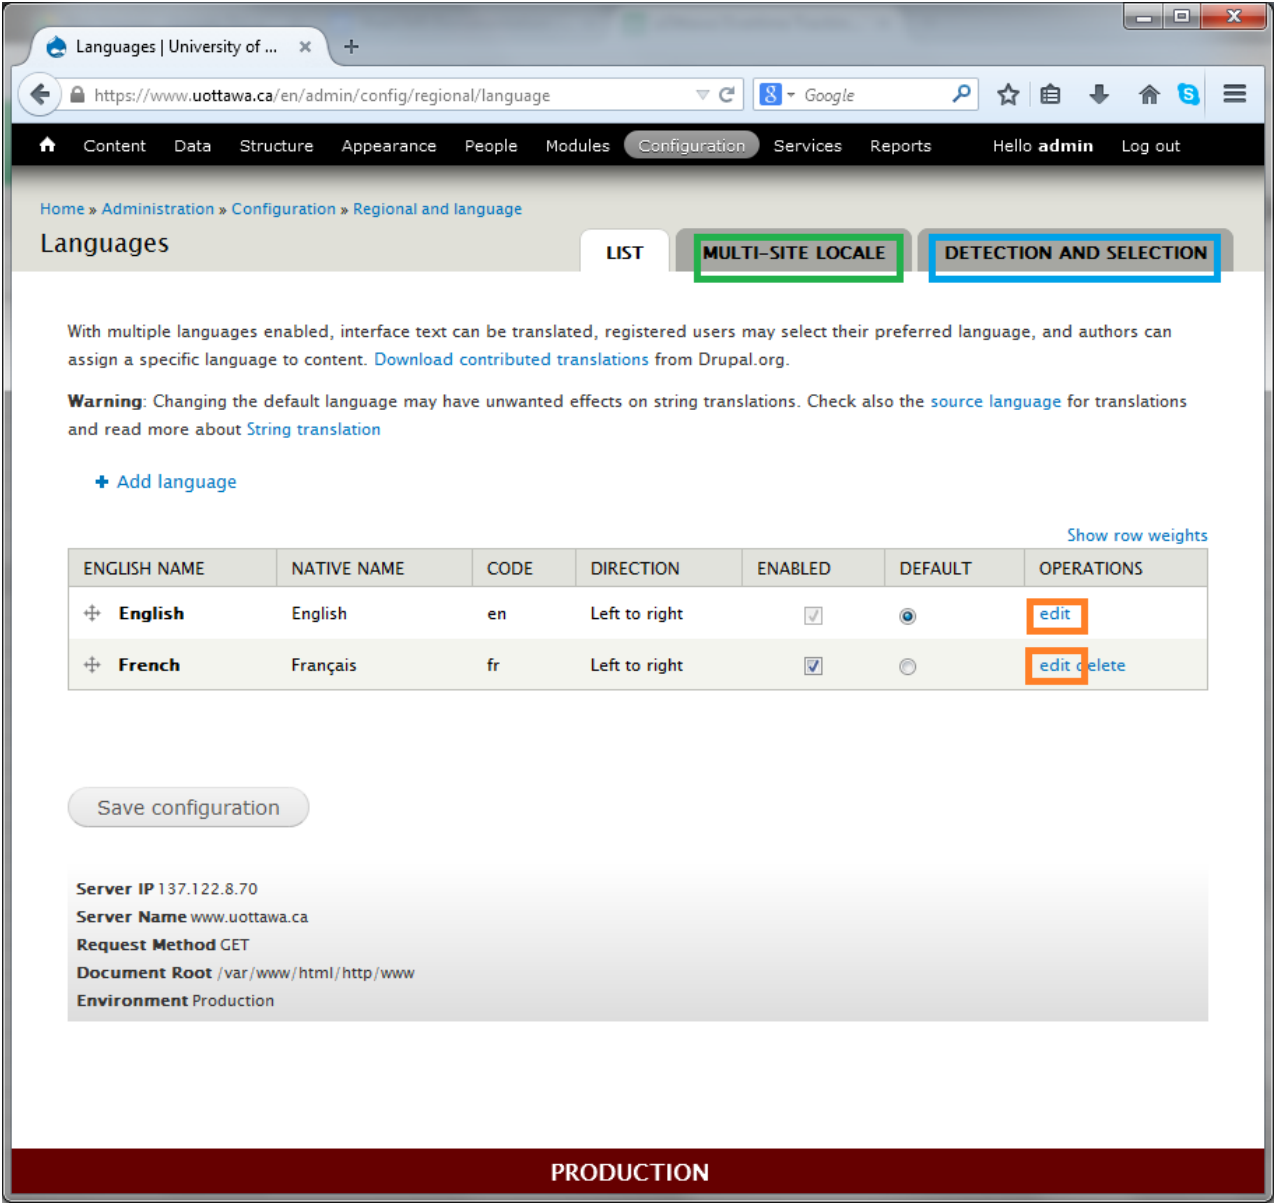 Languages | University of ...
https://www.uottawa.ca/en/admin/config/regional/language
Google
Content Data Structure Appearance People Modules Configuration Services Reports Hello admin Log out
Home » Administration » Configuration » Regional and language
Languages
LIST MULTI-SITE LOCALE DETECTION AND SELECTION
With multiple languages enabled, interface text can be translated, registered users may select their preferred language, and authors can
assign a specific language to content. Download contributed translations from Drupal.org.
Warning: Changing the default language may have unwanted effects on string translations. Check also the source language for translations
and read more about String translation
Add language
Show row weights
ENGLISH NAME NATIVE NAME CODE DIRECTION ENABLED DEFAULT OPERATIONS
English English en Left to right edit
French Français fr Left to right edit delete
Save configuration
Server IP 137.122.8.70
Server Name www.uottawa.ca
Request Method GET
Document Root /var/www/html/http/www
Environment Production
PRODUCTION